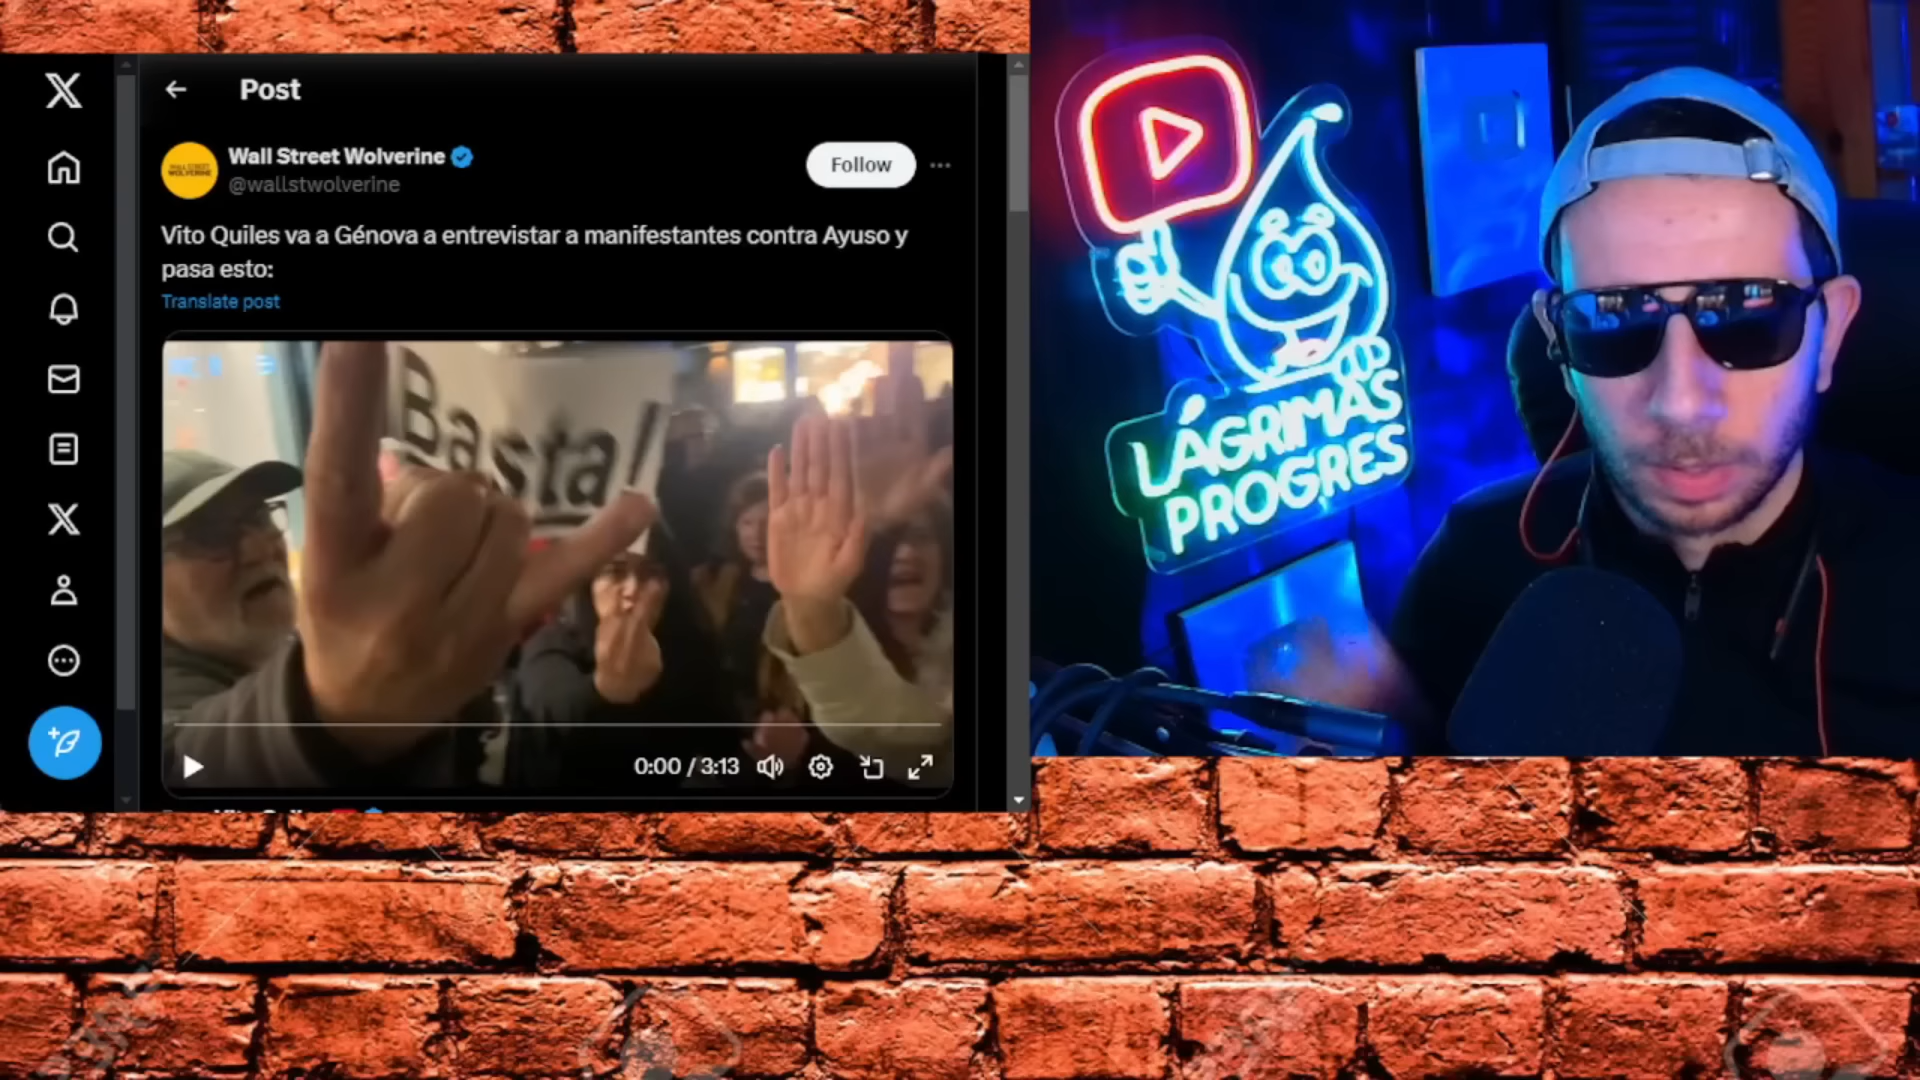 Post
Wall Street Wolverine
@wallstwolverine
Follow
Vito Quiles va a Génova a entrevistar a manifestantes contra Ayuso y
pasa esto:
Translate post
Basta!
0:00 / 3:13
LÁGRIMAS
PROGRES